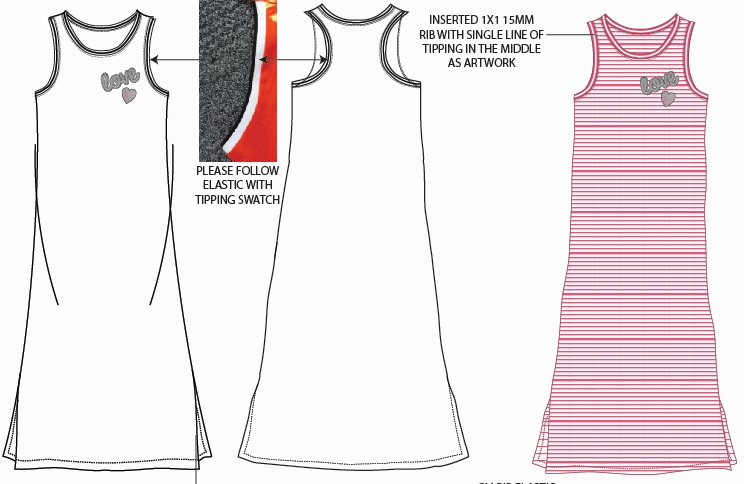 INSERTED 1X1 15MM
RIB WITH SINGLE LINE OF
TIPPING IN THE MIDDLE
AS ARTWORK
love
love
PLEASE FOLLOW
ELASTIC WITH
TIPPING SWATCH